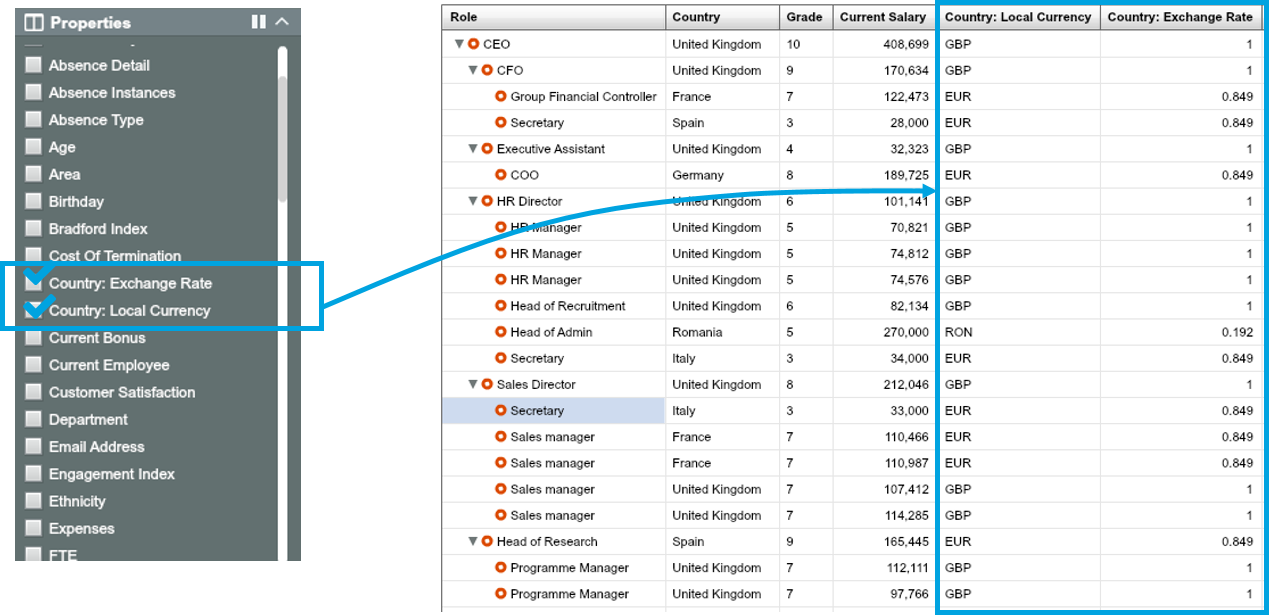 Properties
Absence Detail
Absence Instances
Absence Type
Age
Area
Birthday
Bradford Index
Cost Of Termination
Country: Exchange Rate
Country: Local Currency
Current Bonus
Current Employee
Customer Satisfaction
Department
Email Address
Engagement Index
Ethnicity
Expenses
FTE
Role Country Grade Current Salary Country: Local Currency Country: Exchange Rate
CEO United Kingdom 10 408,699 GBP 1
CFO United Kingdom 9 170,634 GBP 1
Group Financial Controller France 7 122,473 EUR 0.849
Secretary Spain 3 28,000 EUR 0.849
Executive Assistant United Kingdom 4 32,323 GBP 1
COO Germany 8 189,725 EUR 0.849
HR Director United Kingdom 6 101,141 GBP 1
HR Manager United Kingdom 5 70,821 GBP 1
HR Manager United Kingdom 5 74,812 GBP 1
HR Manager United Kingdom 5 74,576 GBP 1
Head of Recruitment United Kingdom 6 82,134 GBP 1
Head of Admin Romania 5 270,000 RON 0.192
Secretary Italy 3 34,000 EUR 0.849
Sales Director United Kingdom 8 212,046 GBP 1
Secretary Italy 3 33,000 EUR 0.849
Sales manager France 7 110,466 EUR 0.849
Sales manager France 7 110,987 EUR 0.849
Sales manager United Kingdom 7 107,412 GBP 1
Sales manager United Kingdom 7 114,285 GBP 1
Head of Research Spain 9 165,445 EUR 0.849
Programme Manager United Kingdom 7 112,111 GBP 1
Programme Manager United Kingdom 7 97,766 GBP 1